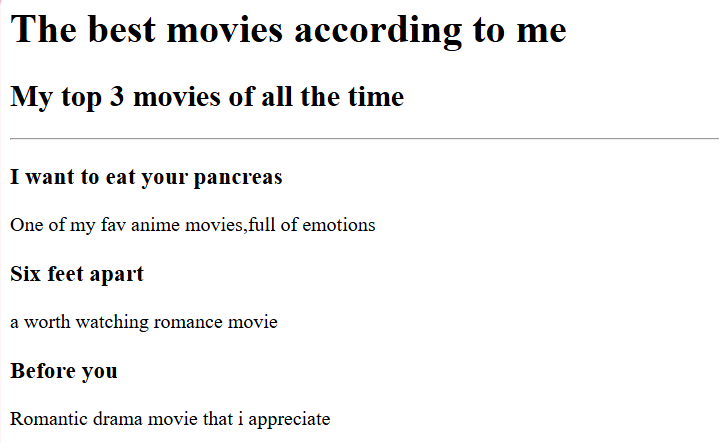 The best movies according to me
My top 3 movies of all the time
I want to eat your pancreas
One of my fav anime movies,full of emotions
Six feet apart
a worth watching romance movie
Before you
Romantic drama movie that i appreciate